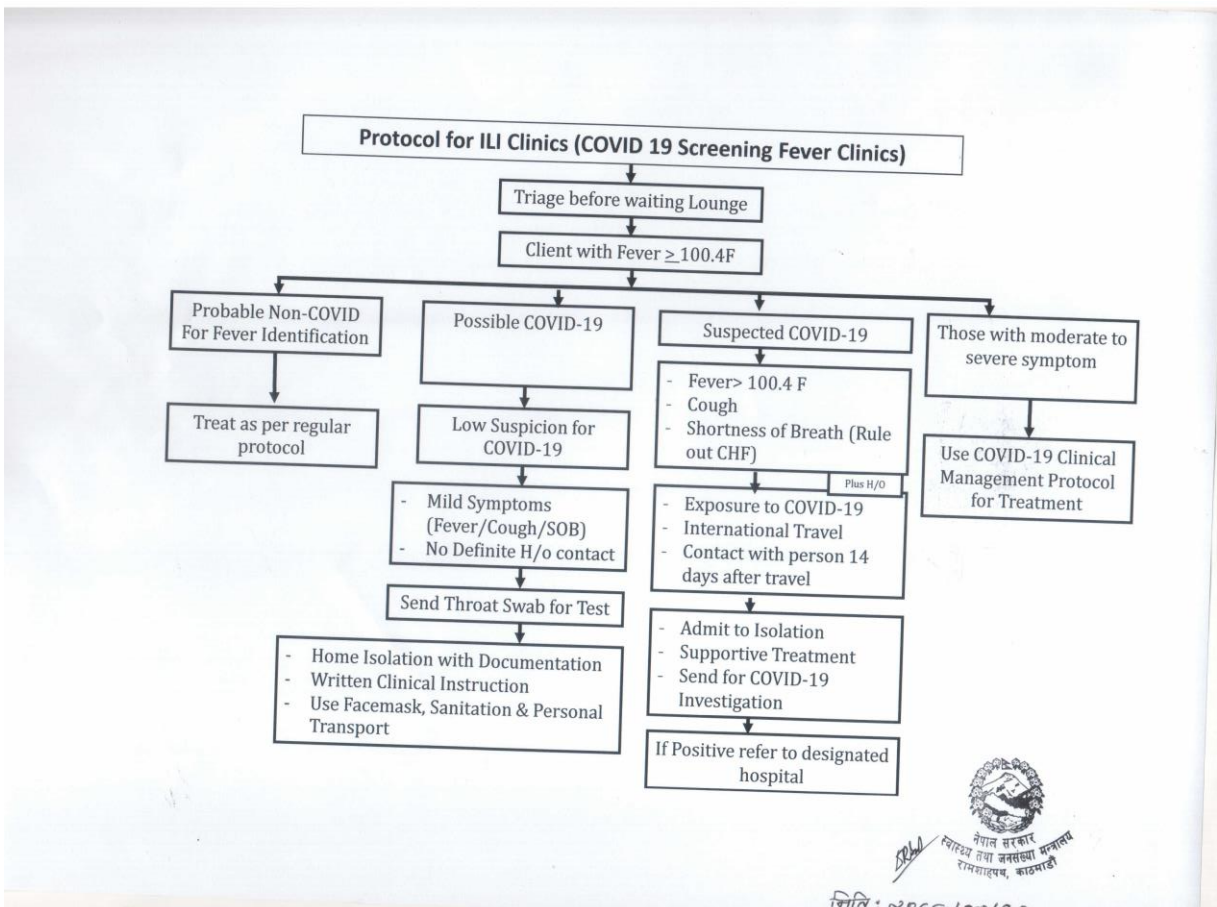 Protocol for ILI Clinics (COVID 19 Screening Fever Clinics)
Triage before waiting Lounge
Client with Fever ≥ 100.4F
Probable Non-COVID
For Fever Identification
Treat as per regular
protocol
Possible COVID-19
Low Suspicion for
COVID-19
- Mild Symptoms
(Fever/Cough/SOB)
- No Definite H/o contact
Send Throat Swab for Test
- Home Isolation with Documentation
- Written Clinical Instruction
- Use Facemask, Sanitation & Personal
Transport
Suspected COVID-19
- Fever> 100.4 F
- Cough
- Shortness of Breath (Rule
out CHF)
Plus H/O
- Exposure to COVID-19
- International Travel
- Contact with person 14
days after travel
- Admit to Isolation
- Supportive Treatment
- Send for COVID-19
Investigation
If Positive refer to designated
hospital
Those with moderate to
severe symptom
Use COVID-19 Clinical
Management Protocol
for Treatment
नेपाल सरकार
स्वास्थ्य तथा जनसंख्या मन्त्रालय
रामशाहपथ, काठमाडौं
मिति: